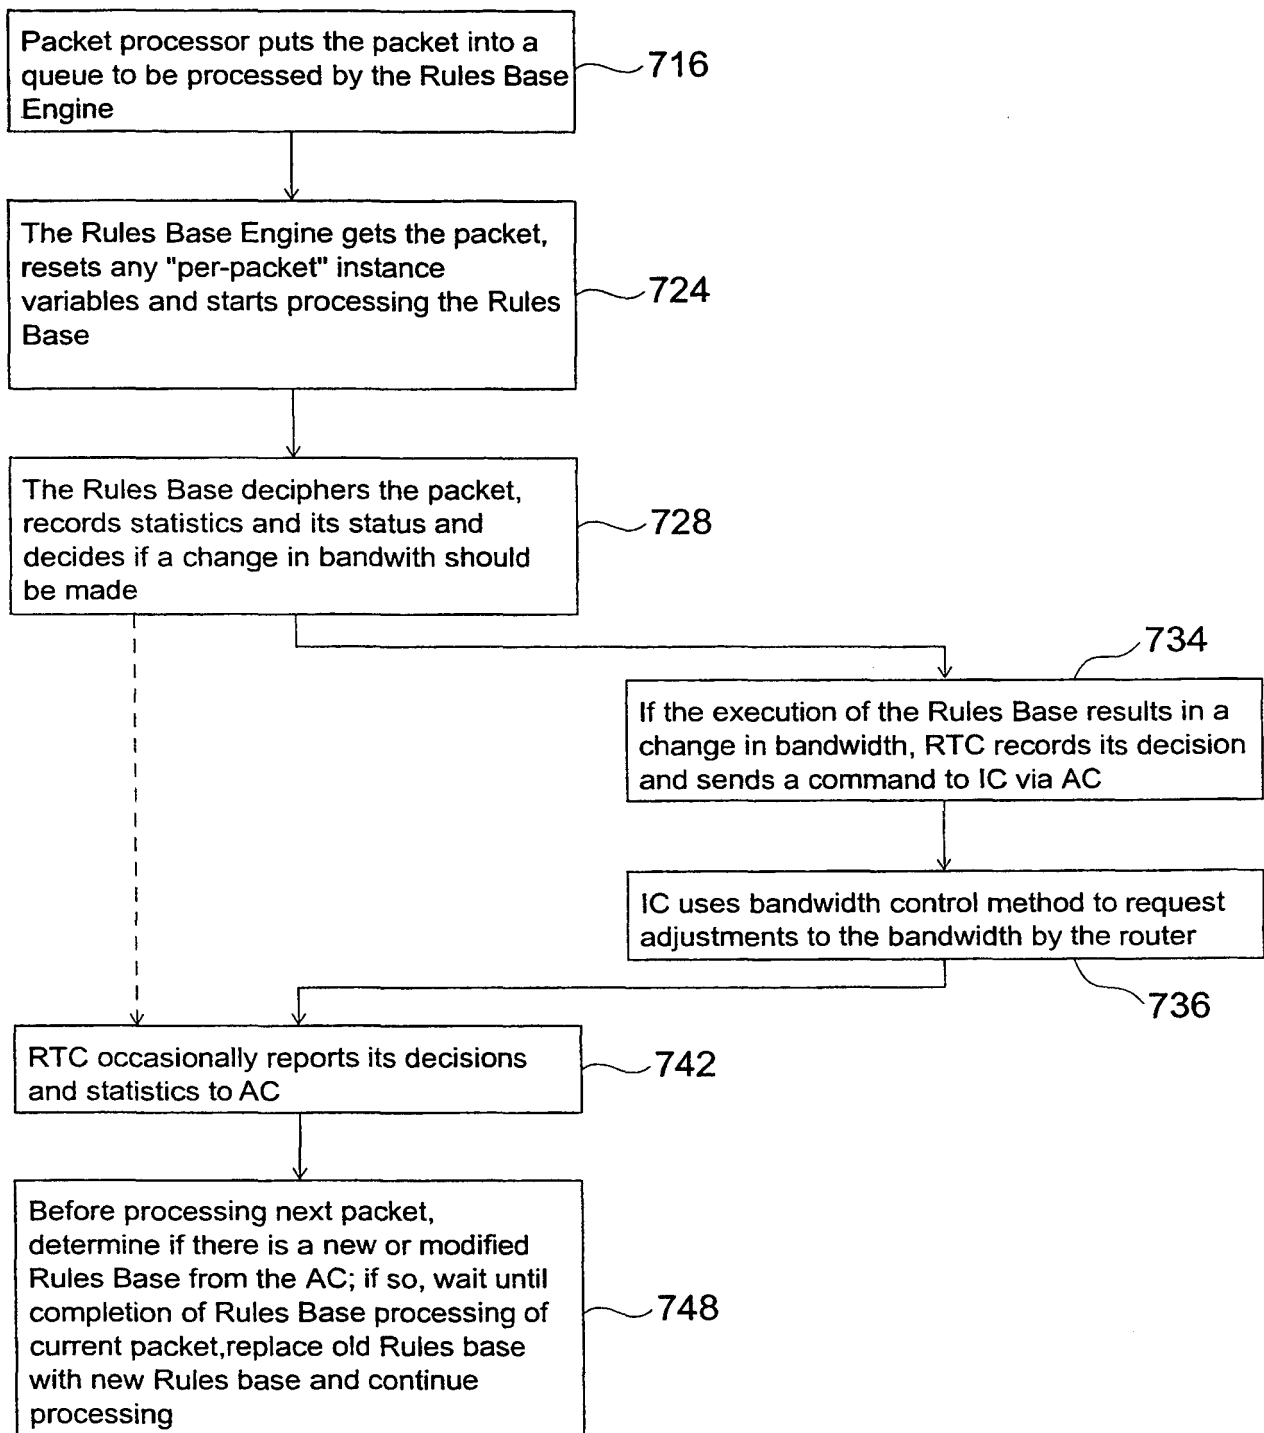 Packet processor puts the packet into a
queue to be processed by the Rules Base
Engine
716
The Rules Base Engine gets the packet,
resets any "per-packet" instance
variables and starts processing the Rules
Base
724
The Rules Base deciphers the packet,
records statistics and its status and
decides if a change in bandwith should
be made
728
734
If the execution of the Rules Base results in a
change in bandwidth, RTC records its decision
and sends a command to IC via AC
IC uses bandwidth control method to request
adjustments to the bandwidth by the router
736
RTC occasionally reports its decisions
and statistics to AC
742
Before processing next packet,
determine if there is a new or modified
Rules Base from the AC; if so, wait until
completion of Rules Base processing of
current packet,replace old Rules base
with new Rules base and continue
processing
748